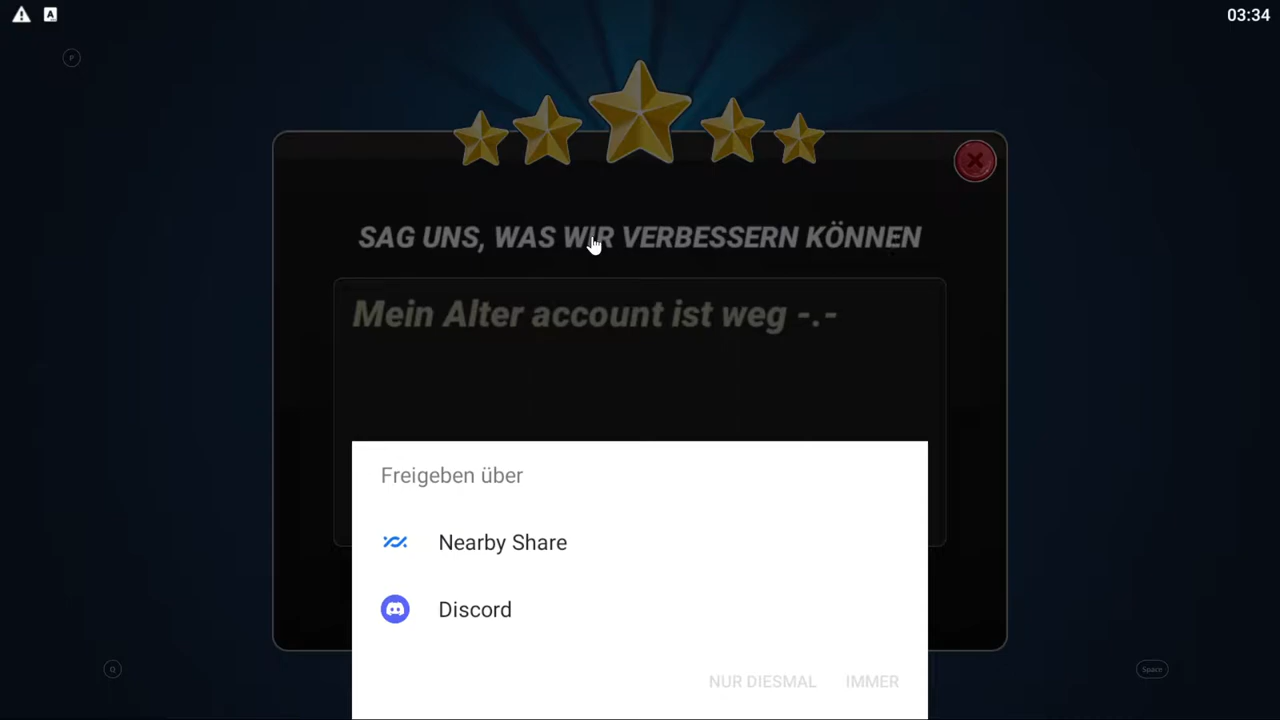 A
03:34
P
SAG UNS, WAS WIR VERBESSERN KÖNNEN
Mein Alter account ist weg -.-
Freigeben über
Nearby Share
Discord
NUR DIESMAL IMMER
Q
Space